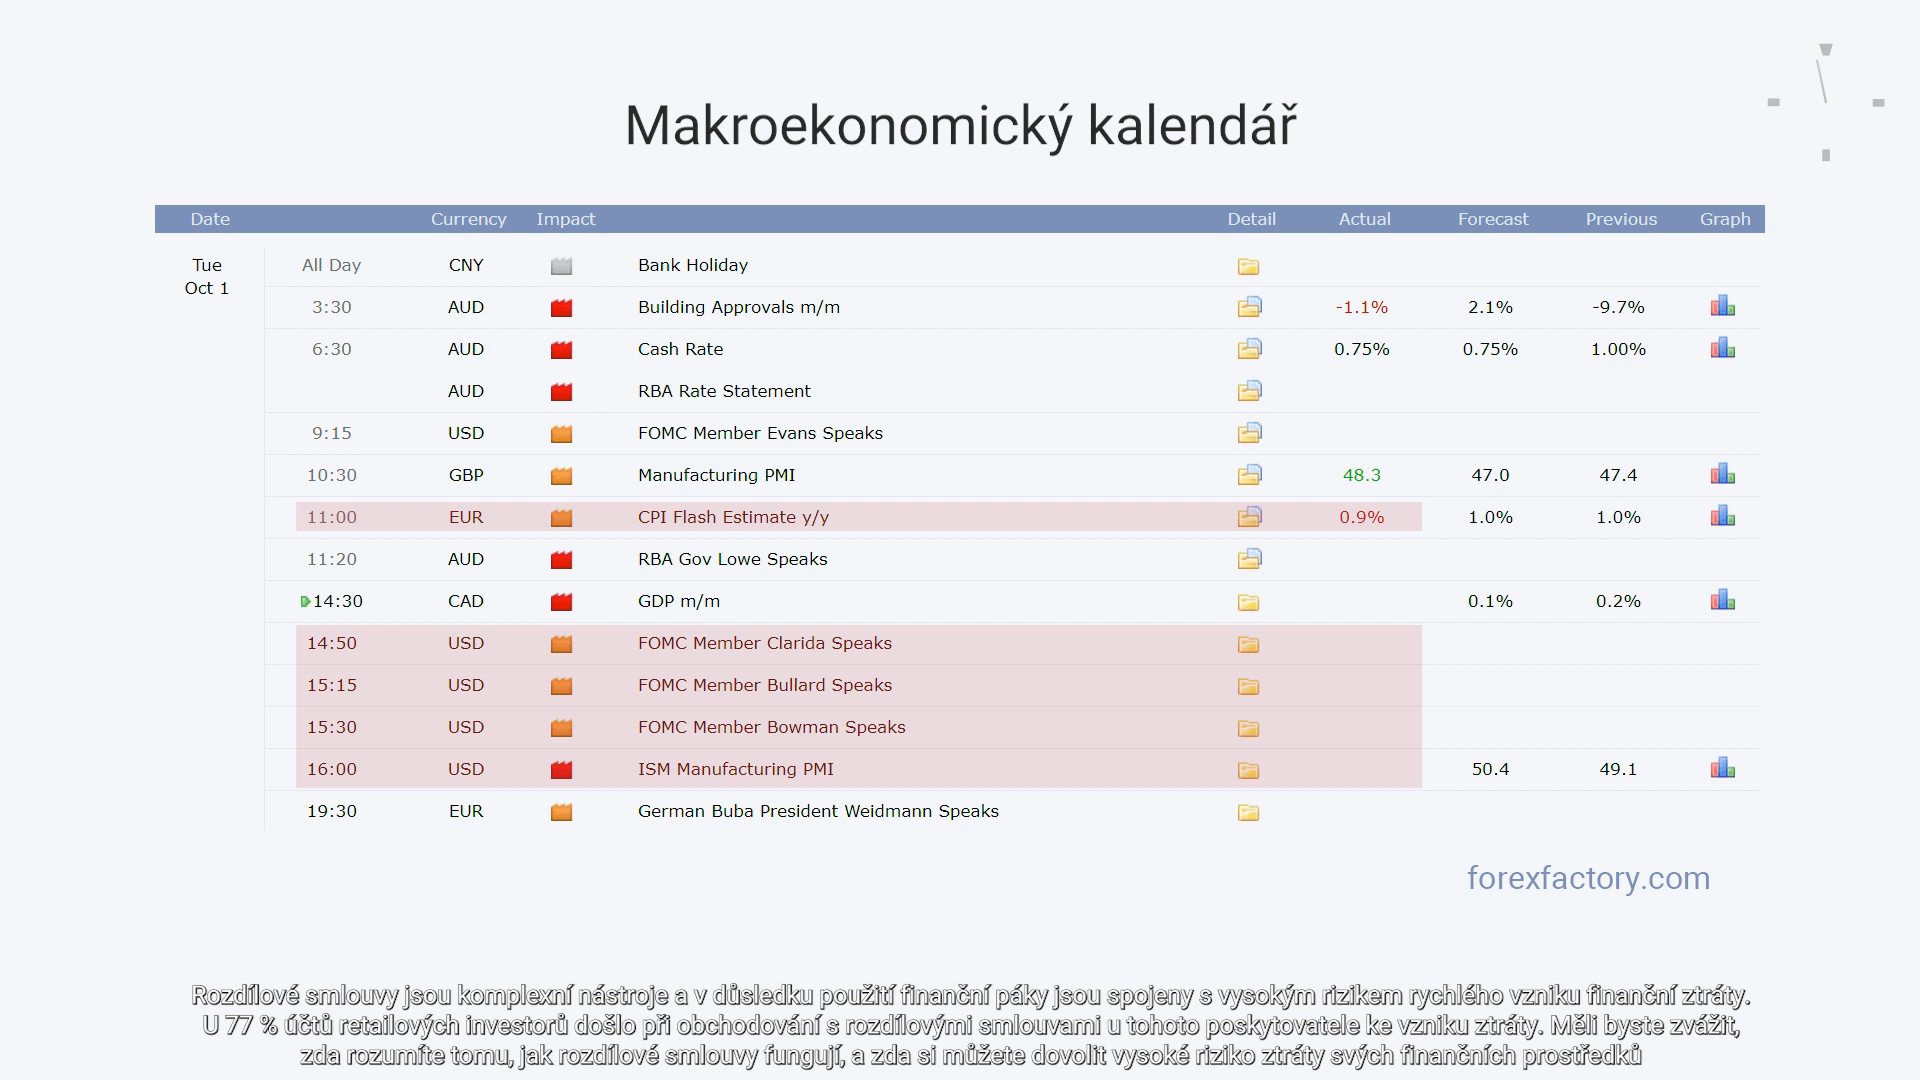 Makroekonomický kalendář
Date Currency Impact Detail Actual Forecast Previous Graph
Tue All Day CNY Bank Holiday
Oct 1
3:30 AUD Building Approvals m/m -1.1% 2.1% -9.7%
6:30 AUD Cash Rate 0.75% 0.75% 1.00%
AUD RBA Rate Statement
9:15 USD FOMC Member Evans Speaks
10:30 GBP Manufacturing PMI 48.3 47.0 47.4
11:00 EUR CPI Flash Estimate y/y 0.9% 1.0% 1.0%
11:20 AUD RBA Gov Lowe Speaks
14:30 CAD GDP m/m 0.1% 0.2%
14:50 USD FOMC Member Clarida Speaks
15:15 USD FOMC Member Bullard Speaks
15:30 USD FOMC Member Bowman Speaks
16:00 USD ISM Manufacturing PMI 50.4 49.1
19:30 EUR German Buba President Weidmann Speaks
forexfactory.com
Rozdílové smlouvy jsou komplexní nástroje a v důsledku použití finanční páky jsou spojeny s vysokým rizikem rychlého vzniku finanční ztráty.
U 77 % účtů retailových investorů došlo při obchodování s rozdílovými smlouvami u tohoto poskytovatele ke vzniku ztráty. Měli byste zvážit,
zda rozumíte tomu, jak rozdílové smlouvy fungují, a zda si můžete dovolit vysoké riziko ztráty svých finančních prostředků